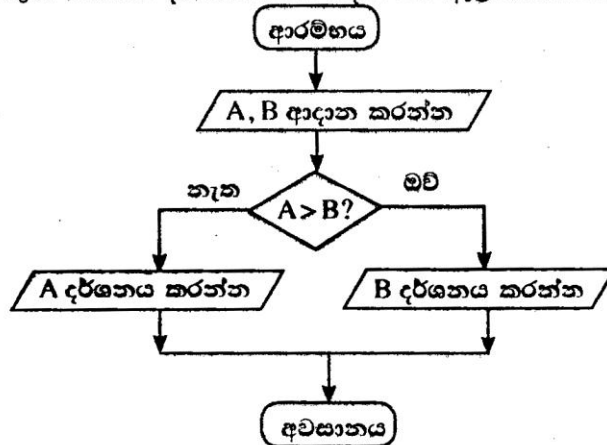 ආරම්භය
A, B ආදාන කරන්න
නැත
ඔව්
A > B?
A දර්ශනය කරන්න
B දර්ශනය කරන්න
අවසානය